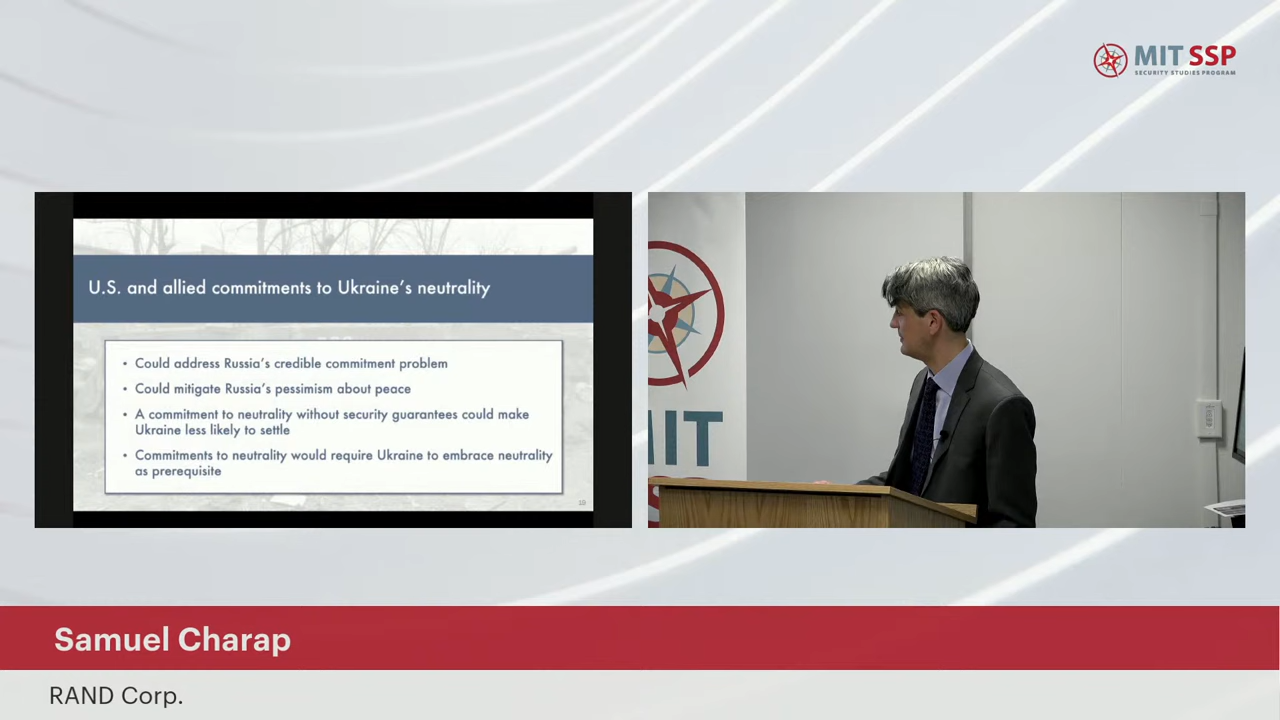 MIT SSP
SECURITY STUDIES PROGRAM
U.S. and allied commitments to Ukraine's neutrality
• Could address Russia's credible commitment problem
• Could mitigate Russia's pessimism about peace
• A commitment to neutrality without security guarantees could make
Ukraine less likely to settle
• Commitments to neutrality would require Ukraine to embrace neutrality
as prerequisite
10
MIT
Samuel Charap
RAND Corp.